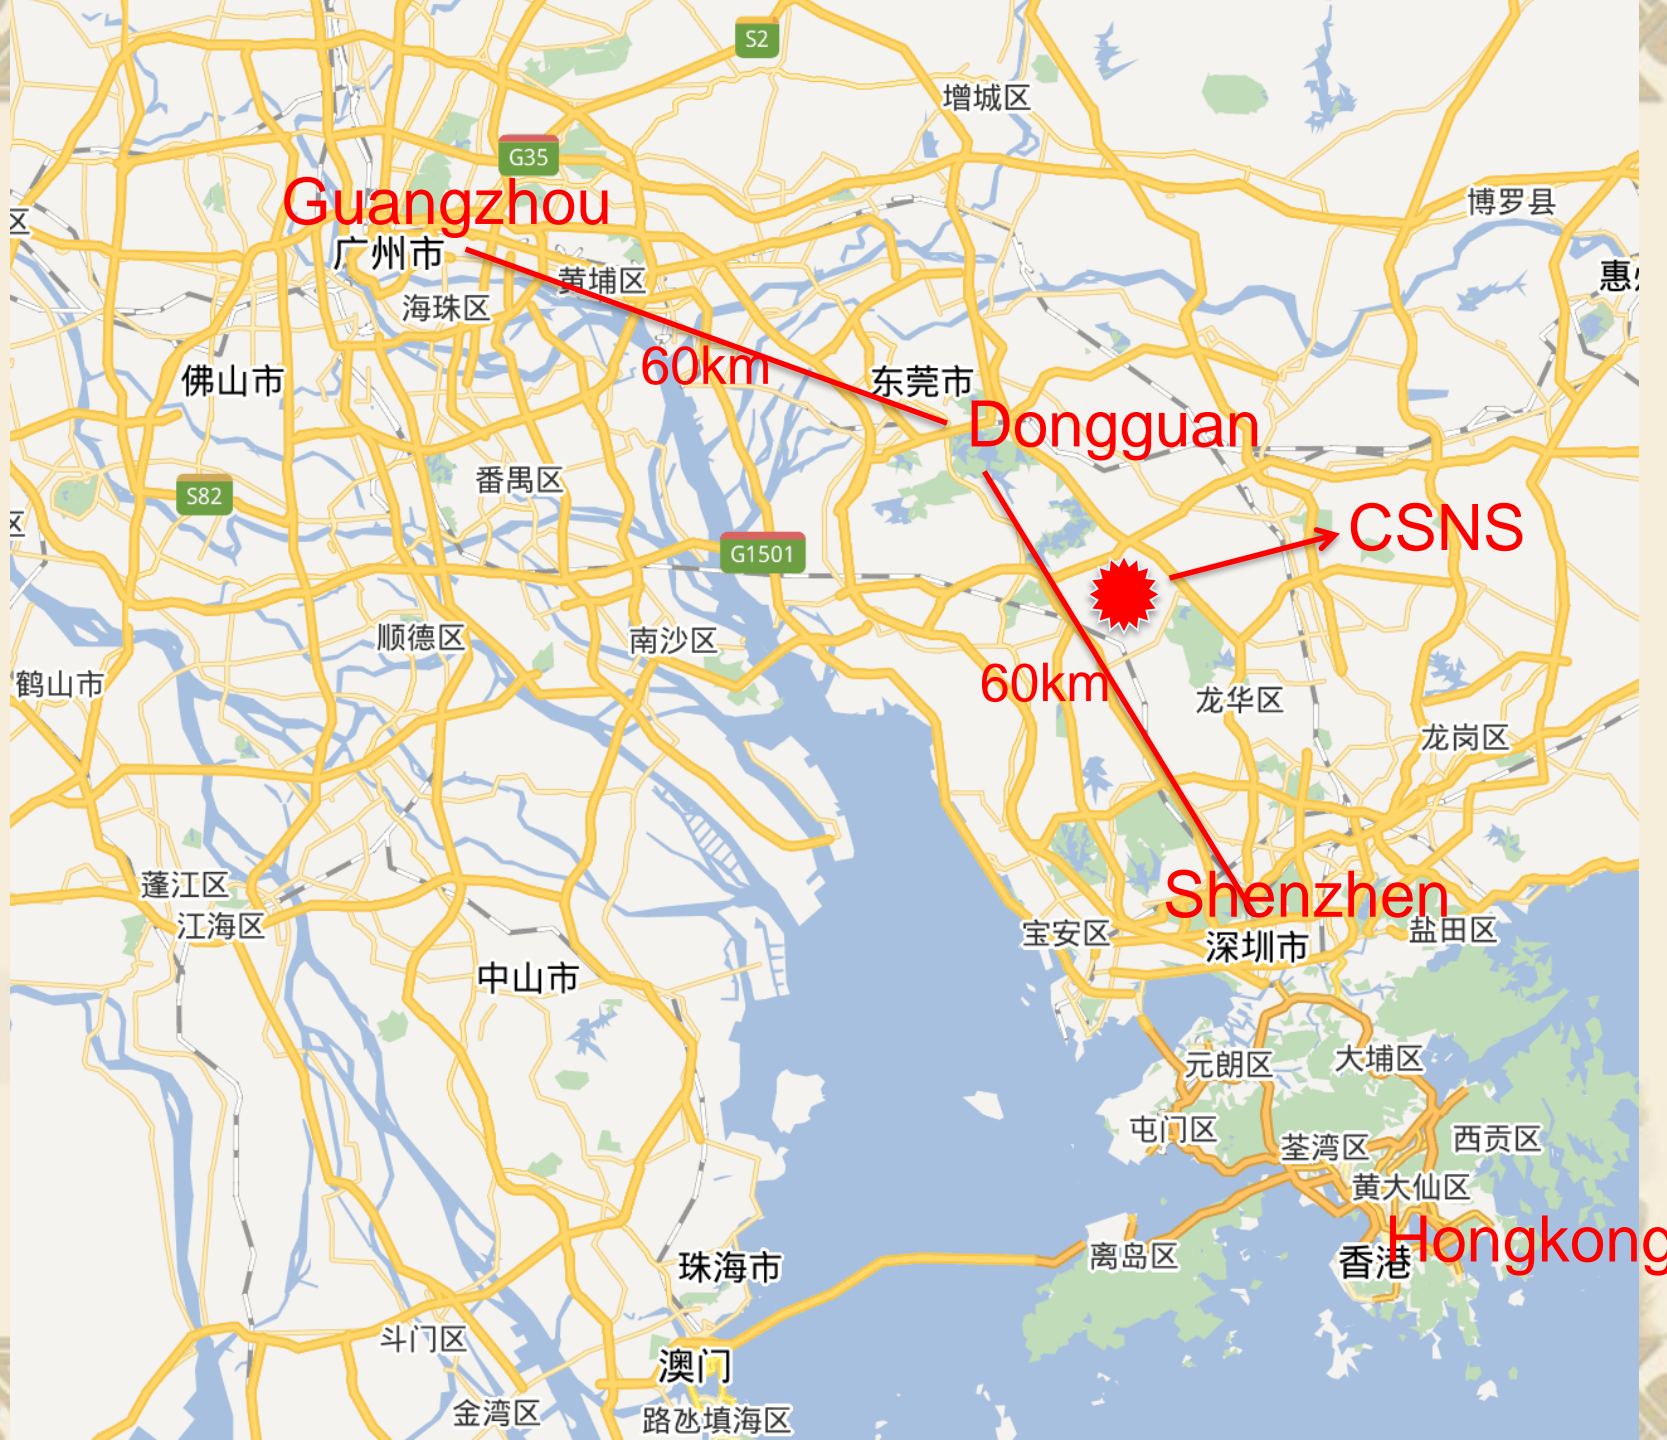 S2
增城区
G35
博罗县
区
Guangzhou
广州市
惠
黄埔区
海珠区
60km
佛山市
东莞市
Dongguan
番禺区
S82
CSNS
区
G1501
顺德区
南沙区
鹤山市
60km
龙华区
龙岗区
蓬江区
江海区
Shenzhen
宝安区
深圳市
盐田区
中山市
元朗区
大埔区
屯门区
荃湾区
西贡区
黄大仙区
Hongkong
珠海市
离岛区
香港
斗门区
澳门
金湾区
路氹填海区